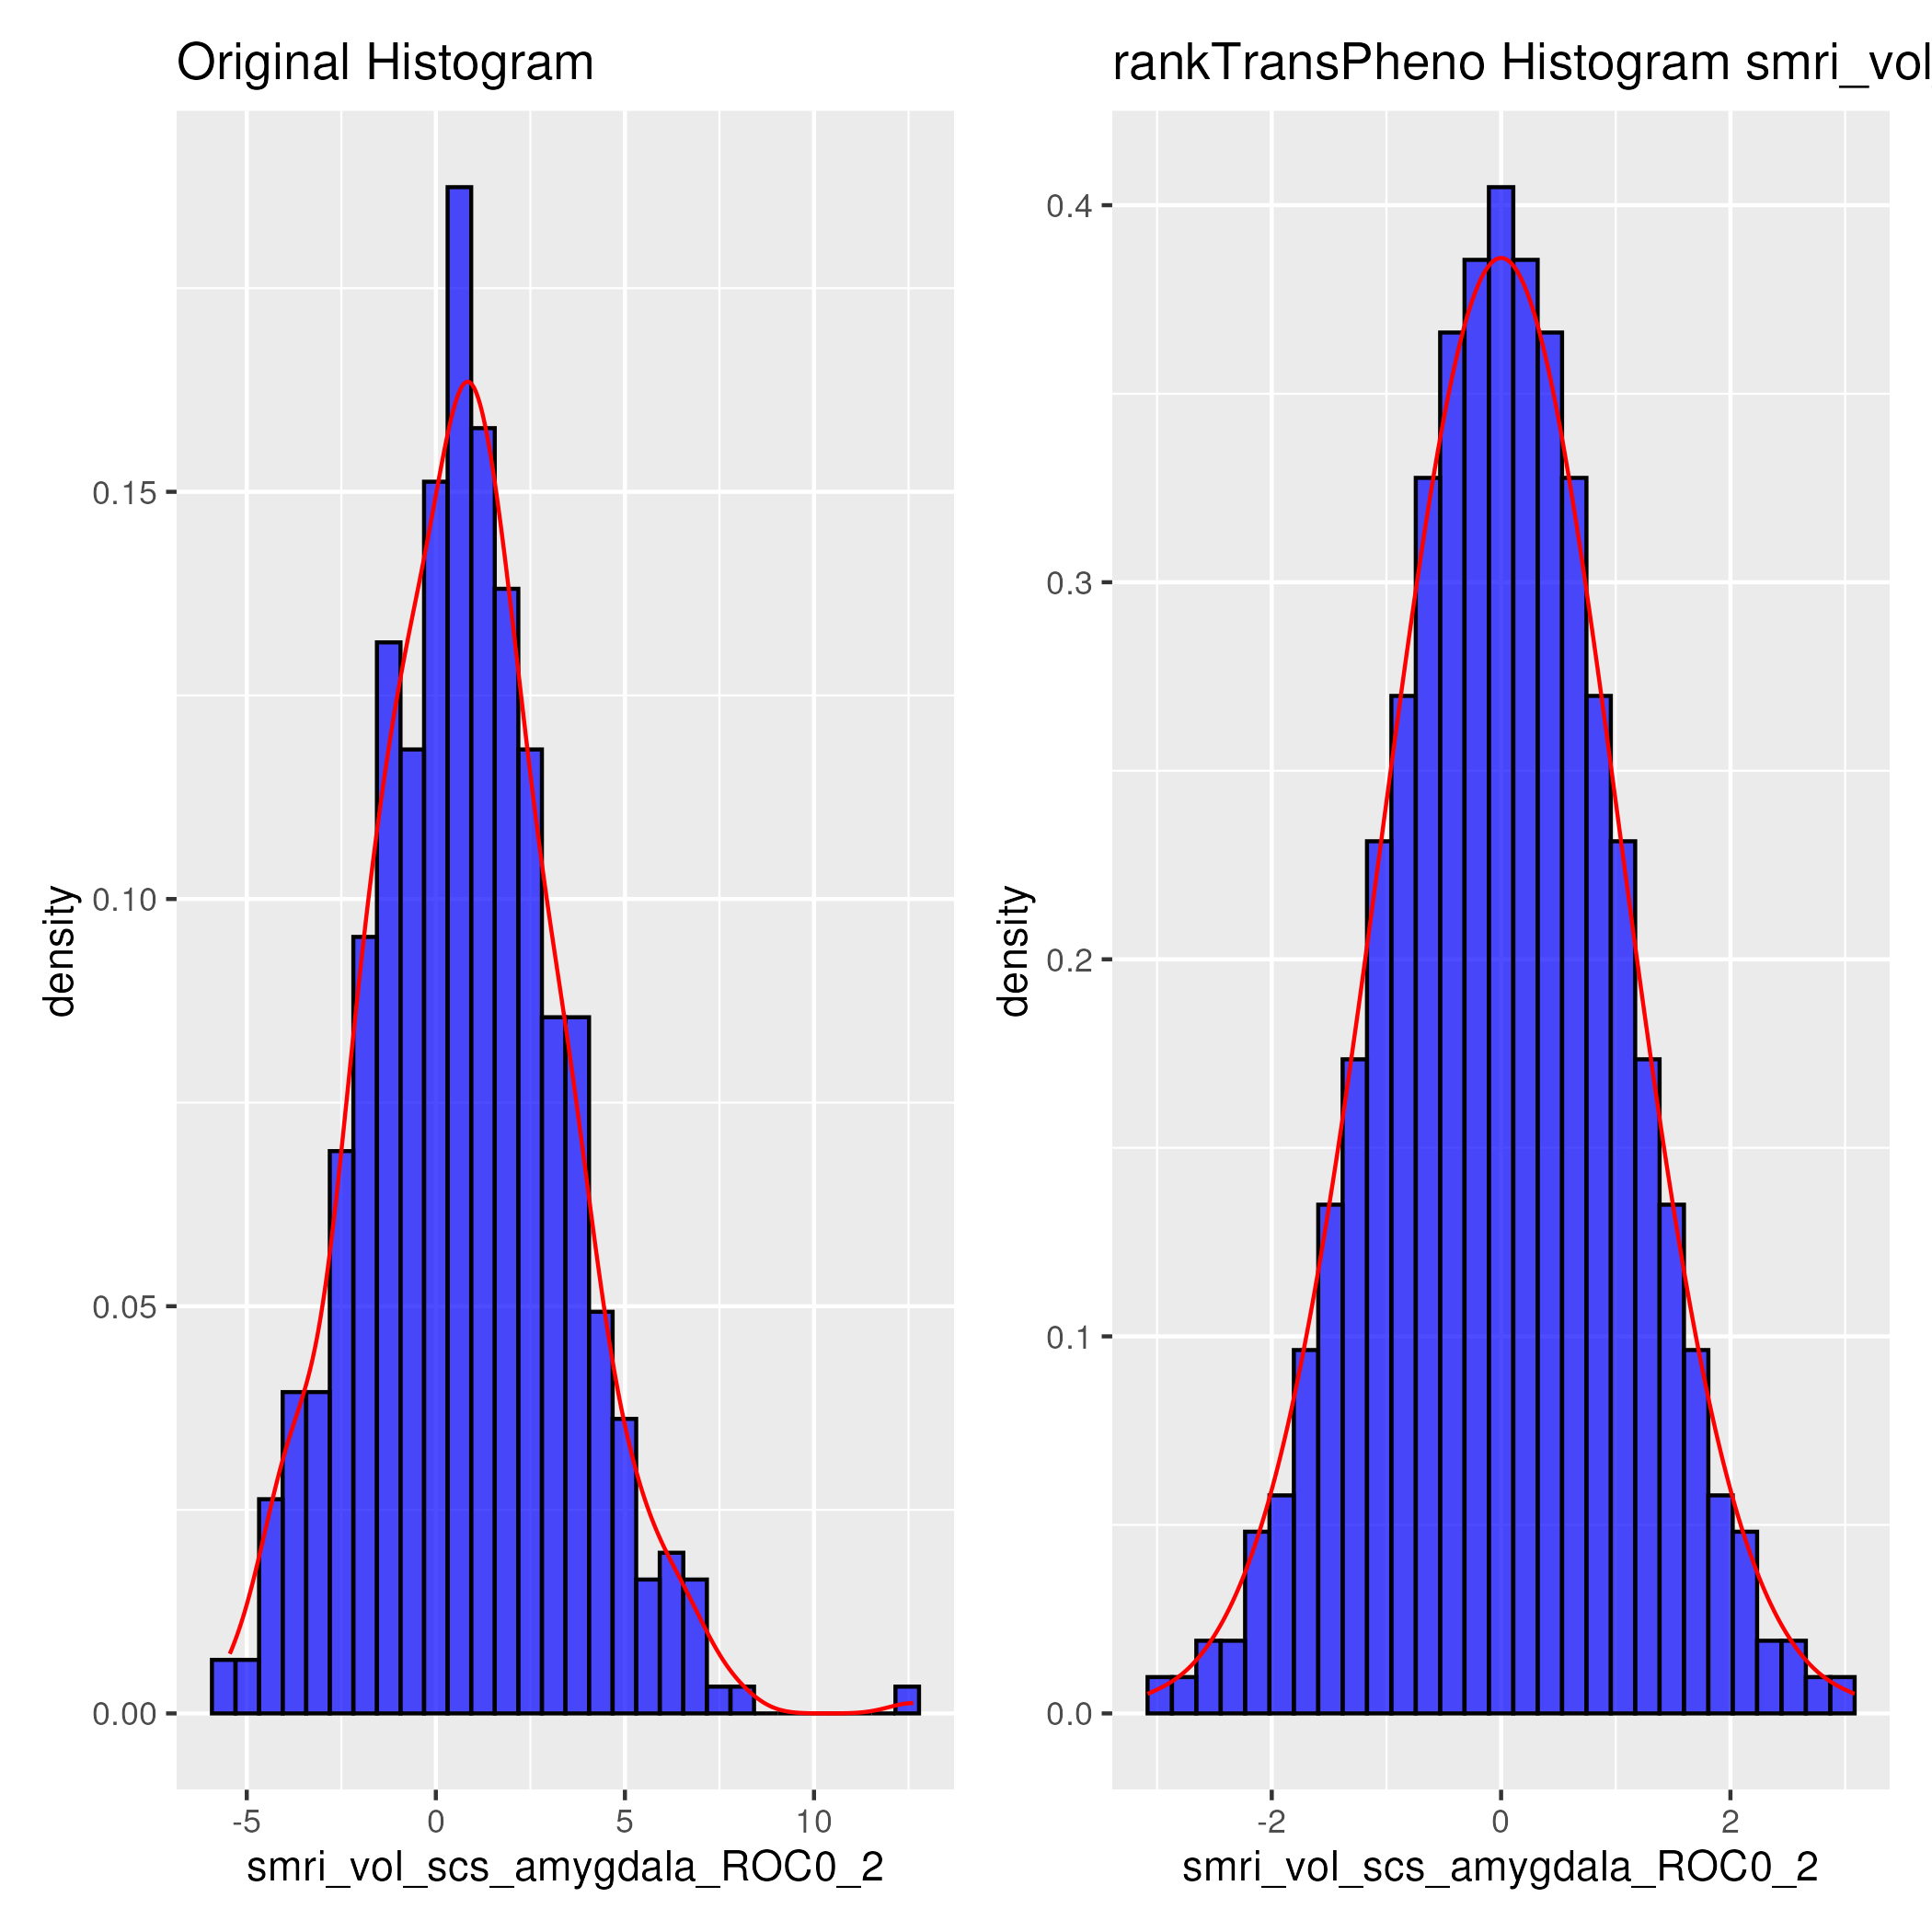 Original Histogram
density
0.15
0.10
0.05
0.00
-5 0 5 10
smri_vol_scs_amygdala_ROC0_2
rankTransPheno Histogram smri_vol_
density
0.4
0.3
0.2
0.1
0.0
-2 0 2
smri_vol_scs_amygdala_ROC0_2